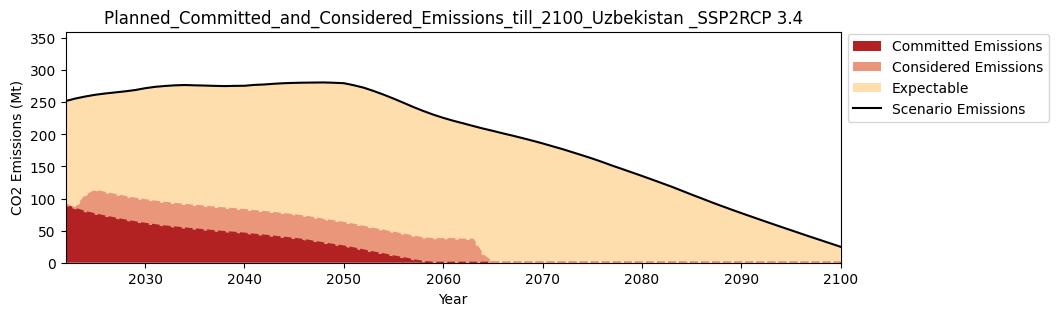 Planned_Committed_and_Considered_Emissions_till_2100_Uzbekistan _SSP2RCP 3.4
350
300
250
200
150
100
50
0
CO2 Emissions (Mt)
2030 2040 2050 2060 2070 2080 2090 2100
Year
Committed Emissions
Considered Emissions
Expectable
Scenario Emissions